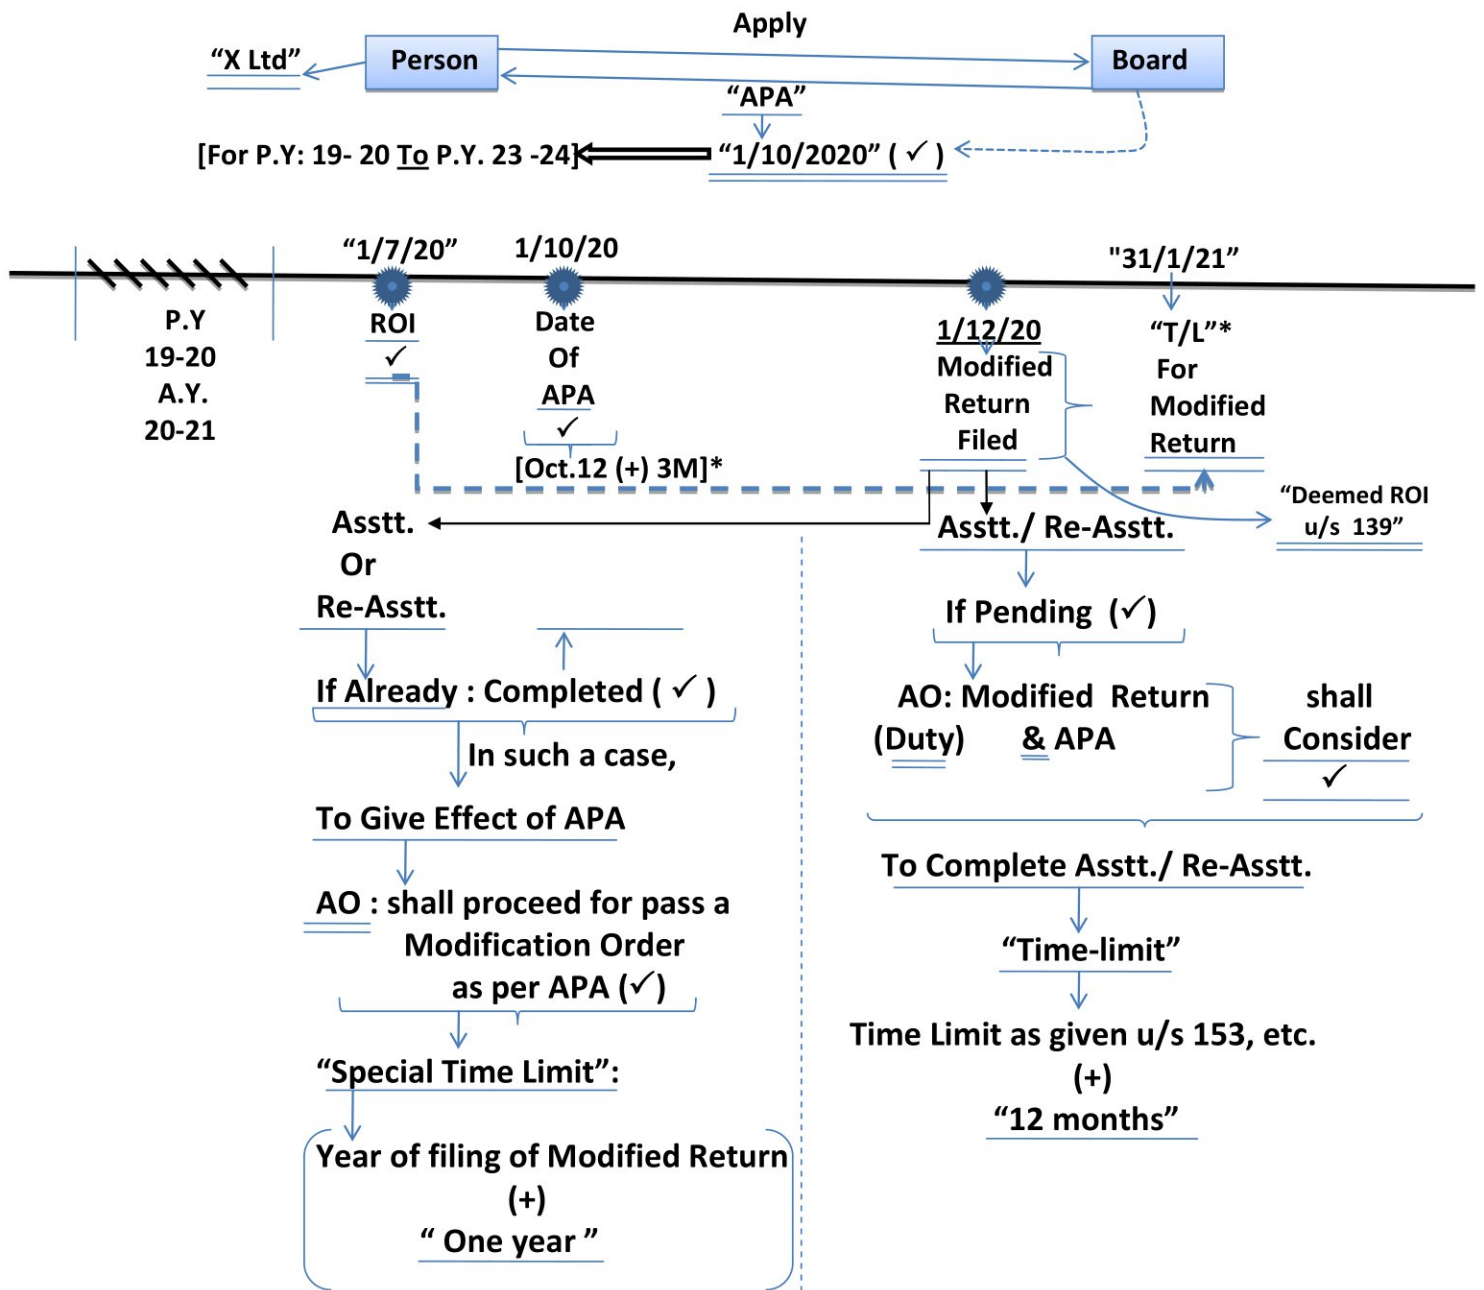 Apply
“X Ltd”
Person
Board
“APA”
[For P.Y: 19- 20 To P.Y. 23 -24]
“1/10/2020” ( ✓ )
“1/7/20”
1/10/20
"31/1/21”
P.Y
19-20
A.Y.
20-21
ROI
✓
Date
Of
APA
✓
[Oct.12 (+) 3M]*
1/12/20
Modified
Return
Filed
“T/L”*
For
Modified
Return
“Deemed ROI
u/s 139”
Asstt.
Or
Re-Asstt.
If Already : Completed ( ✓ )
In such a case,
To Give Effect of APA
AO : shall proceed for pass a
Modification Order
as per APA (✓)
“Special Time Limit”:
Year of filing of Modified Return
(+)
“ One year ”
Asstt./ Re-Asstt.
If Pending (✓)
AO: Modified Return
(Duty) & APA
shall
Consider
✓
To Complete Asstt./ Re-Asstt.
“Time-limit”
Time Limit as given u/s 153, etc.
(+)
“12 months”